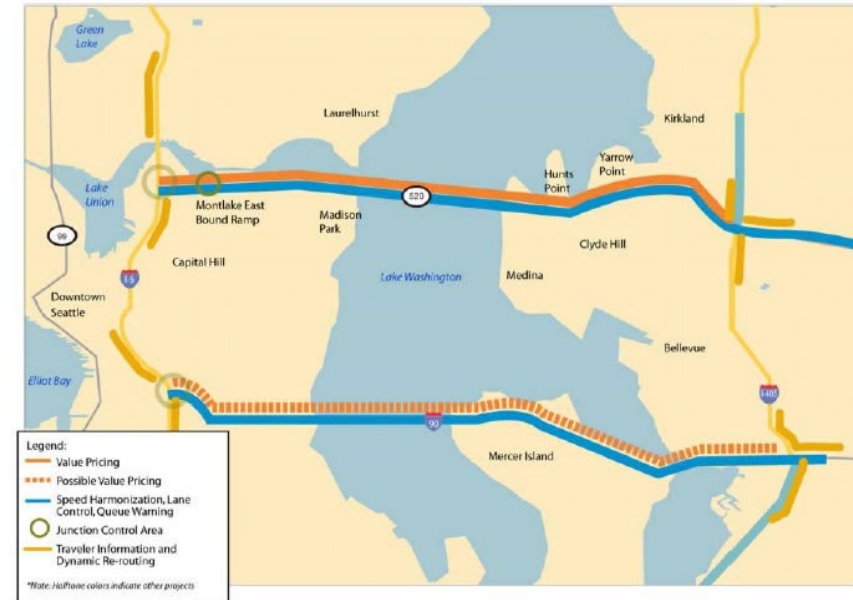 Green
Lake
Laurelhurst
Kirkland
Yarrow
Point
Hunts
Point
Lake
Union
Montlake East
Bound Ramp
520
Madison
Park
99
Clyde Hill
Capital Hill
I-5
Lake Washington
Medina
Downtown
Seattle
Bellevue
Elliot Bay
I-405
90
Mercer Island
Legend:
Value Pricing
Possible Value Pricing
Speed Harmonization, Lane
Control, Queue Warning
Junction Control Area
Traveler Information and
Dynamic Re-routing
*Note: Halftone colors indicate other projects